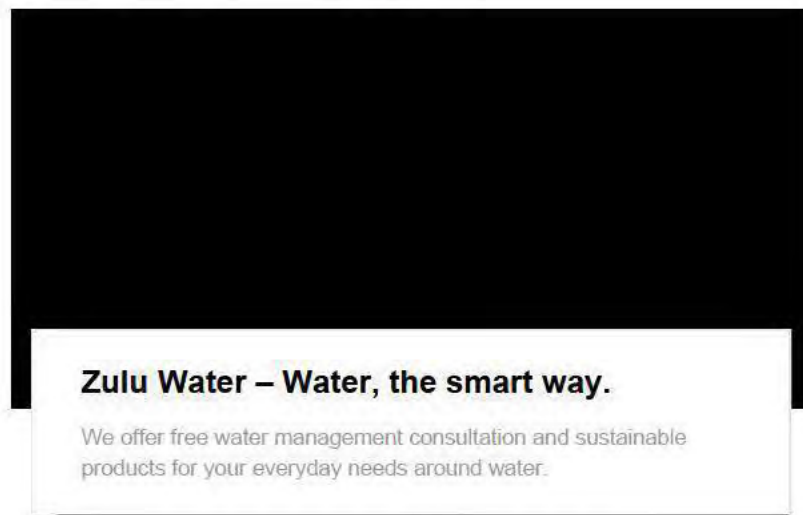 Zulu Water – Water, the smart way.
We offer free water management consultation and sustainable
products for your everyday needs around water.